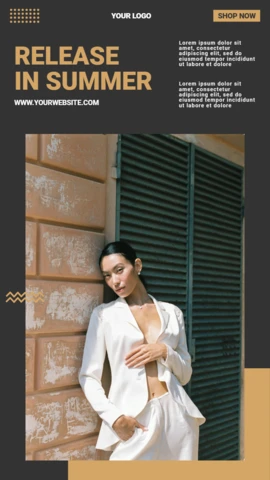 YOUR LOGO
SHOP NOW
RELEASE
IN SUMMER
WWW.YOURWEBSITE.COM
Lorem ipsum dolor sit
amet, consectetur
adipiscing elit, sed do
eiusmod tempor incididunt
ut labore et dolore
Lorem ipsum dolor sit
amet, consectetur
adipiscing elit, sed do
eiusmod tempor incididunt
ut labore et dolore